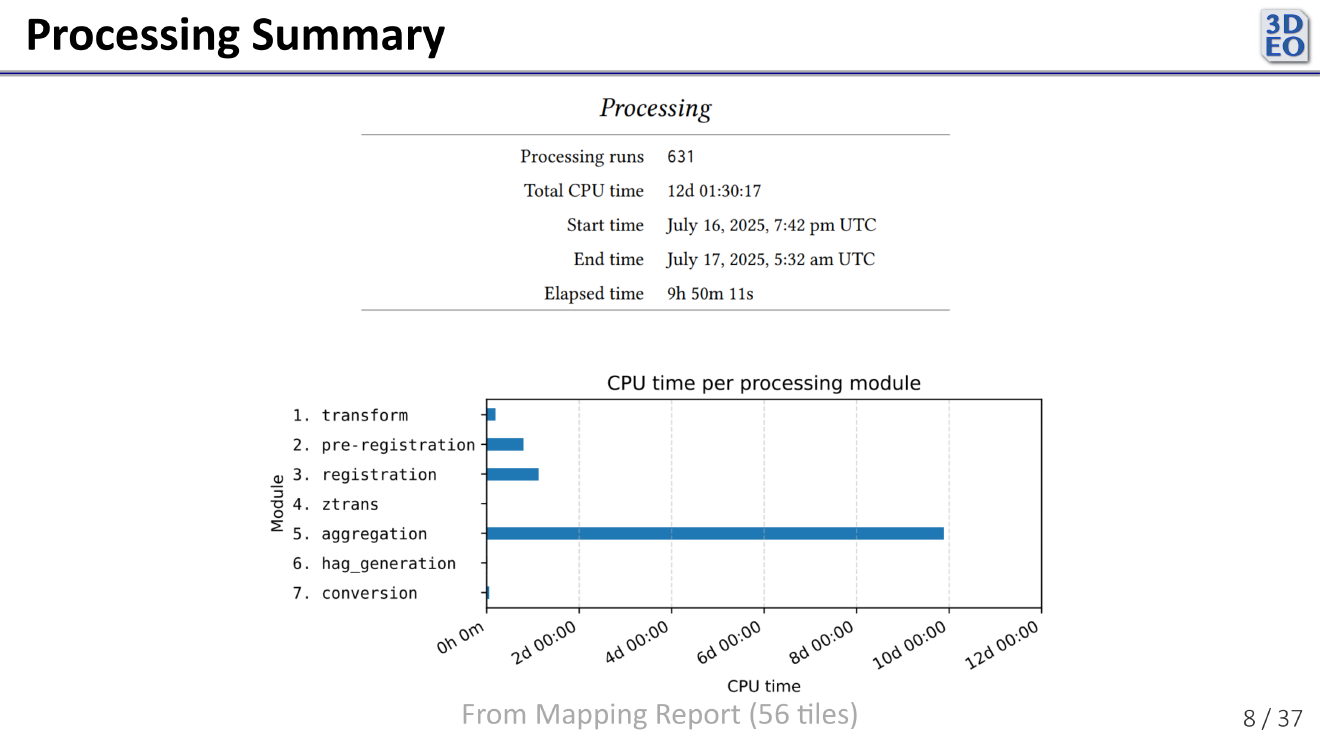 Processing Summary
3D
EO
Processing
Processing runs 631
Total CPU time 12d 01:30:17
Start time July 16, 2025, 7:42 pm UTC
End time July 17, 2025, 5:32 am UTC
Elapsed time 9h 50m 11s
CPU time per processing module
Module
1. transform
2. pre-registration
3. registration
4. ztrans
5. aggregation
6. hag_generation
7. conversion
0h 0m 2d 00:00 4d 00:00 6d 00:00 8d 00:00 10d 00:00 12d 00:00
CPU time
From Mapping Report (56 tiles)
8 / 37